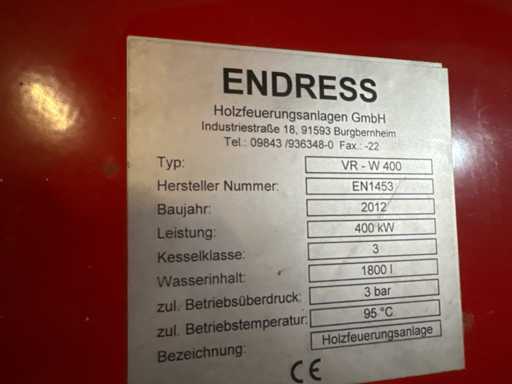 ENDRESS
Holzfeuerungsanlagen GmbH
Industriestraße 18, 91593 Burgbernheim
Tel.: 09843 /936348-0 Fax.: -22
Typ: VR - W 400
Hersteller Nummer: EN1453
Baujahr: 2012
Leistung: 400 kW
Kesselklasse: 3
Wasserinhalt: 1800 l
zul. Betriebsüberdruck: 3 bar
zul. Betriebstemperatur: 95 °C
Bezeichnung: Holzfeuerungsanlage
CE